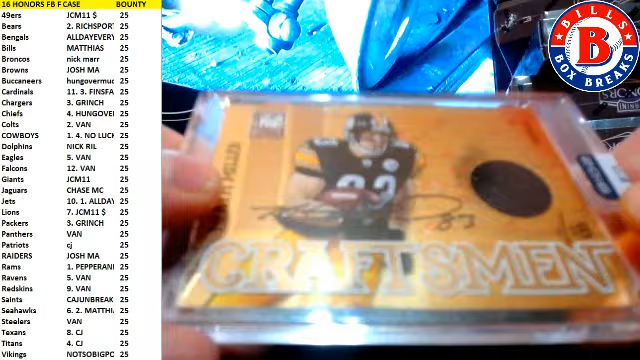 16 HONORS FB F CASE BOUNTY
49ers JCM11 $ 25
Bears 2. RICHSPOR 25
Bengals ALLDAYEVERY 25
Bills MATTHIAS 25
Broncos nick marr 25
Browns JOSH MA 25
Buccaneers hungovermuc 25
Cardinals 11. 3. FINSFA 25
Chargers 3. GRINCH 25
Chiefs 4. HUNGOVE 25
Colts 2. VAN 25
COWBOYS 1. 4. NO LUCK 25
Dolphins NICK RIL 25
Eagles 5. VAN 25
Falcons 12. VAN 25
Giants JCM11 25
Jaguars CHASE MC 25
Jets 10. 1. ALLDAY 25
Lions 7. JCM11 $ 25
Packers 3. GRINCH 25
Panthers VAN 25
Patriots cj 25
RAIDERS JOSH MA 25
Rams 1. PEPPERANI 25
Ravens 5. VAN 25
Redskins 9. VAN 25
Saints CAJUNBREAK 25
Seahawks 6. 2. MATTHI 25
Steelers VAN 25
Texans 8. CJ 25
Titans 4. CJ 25
Vikings NOTSOBIGPC 25
BILLS
B
BOX BREAKS
CRAFTSMEN